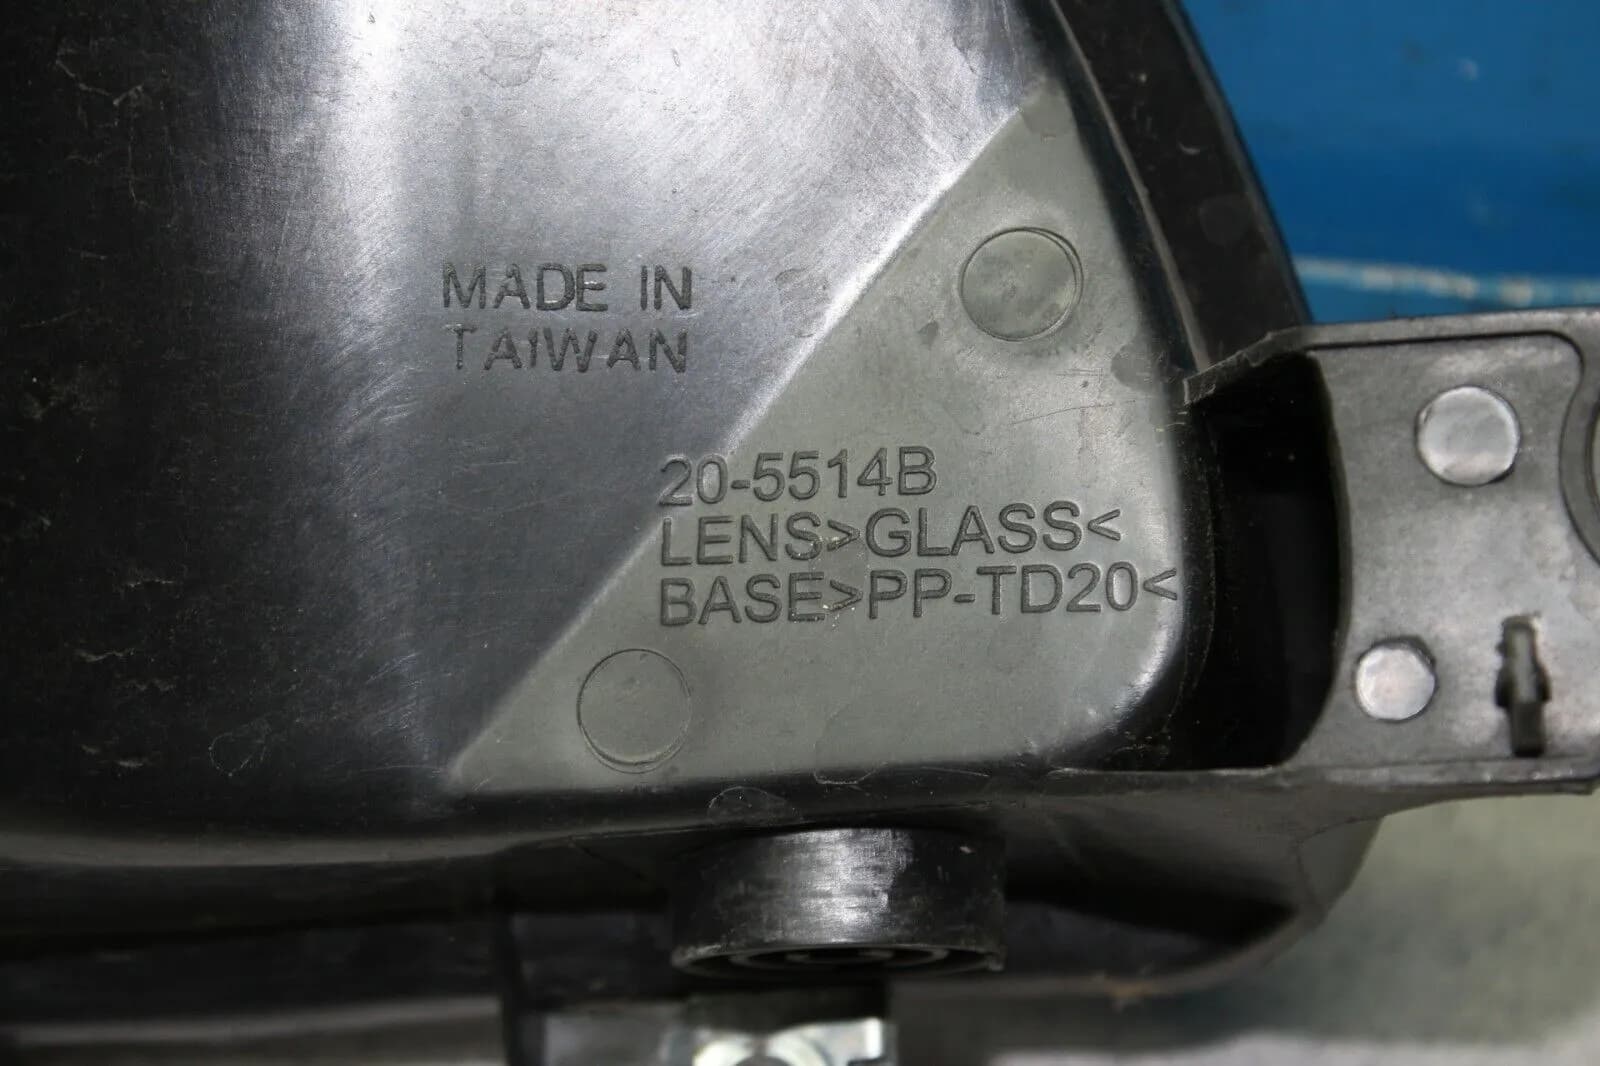 MADE IN
TAIWAN
20-5514B
LENS>GLASS<
BASE>PP-TD20<